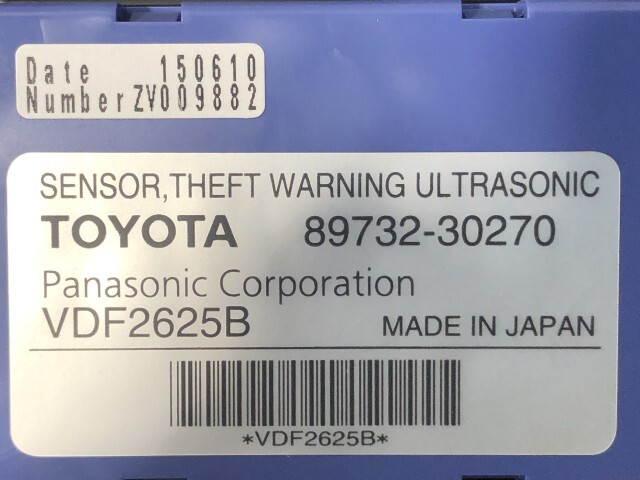 Date 150610
Number ZV009882
SENSOR,THEFT WARNING ULTRASONIC
TOYOTA 89732-30270
Panasonic Corporation
VDF2625B MADE IN JAPAN
*VDF2625B*